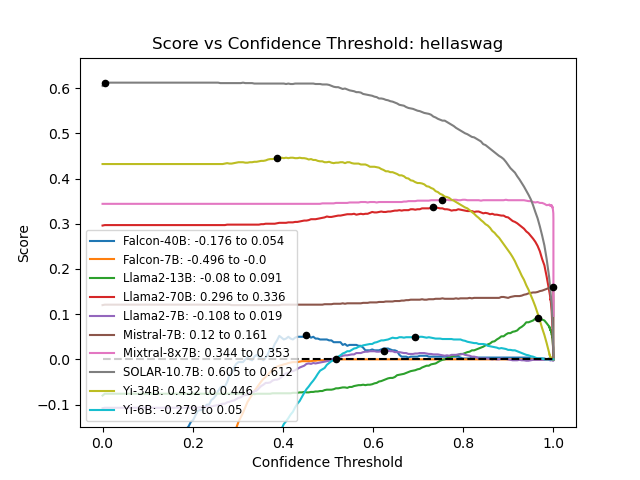 Score vs Confidence Threshold: hellaswag
Score
0.6
0.5
0.4
0.3
0.2
0.1
0.0
−0.1
Falcon-40B: -0.176 to 0.054
Falcon-7B: -0.496 to -0.0
Llama2-13B: -0.08 to 0.091
Llama2-70B: 0.296 to 0.336
Llama2-7B: -0.108 to 0.019
Mistral-7B: 0.12 to 0.161
Mixtral-8x7B: 0.344 to 0.353
SOLAR-10.7B: 0.605 to 0.612
Yi-34B: 0.432 to 0.446
Yi-6B: -0.279 to 0.05
0.0 0.2 0.4 0.6 0.8 1.0
Confidence Threshold